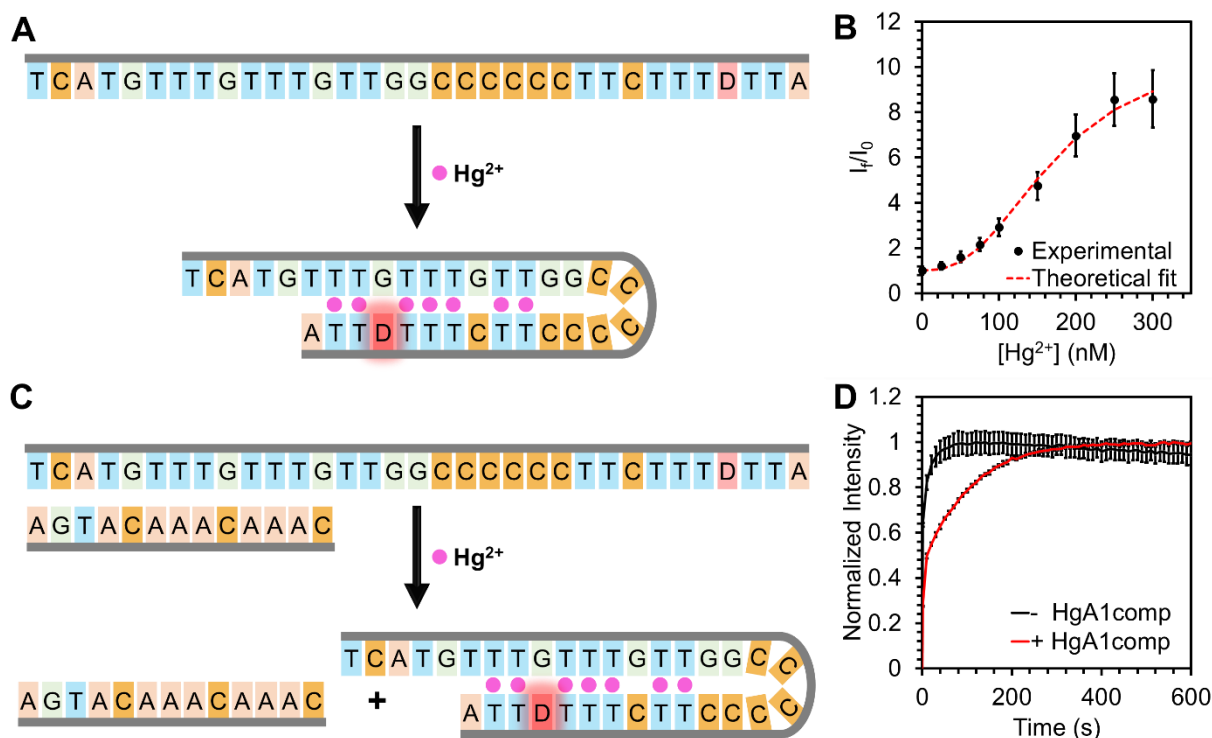 A
TCATGTTTGTTTGTTGGCCCCCCTTCTTTDTTA
Hg²⁺
TCATGTTTGTTTGTTGGCC
ATTDTTTCTTCCCC
B
12
10
8
6
4
2
0
I_f/I_0
Experimental
Theoretical fit
0 100 200 300
[Hg²⁺] (nM)
C
TCATGTTTGTTTGTTGGCCCCCCTTCTTTDTTA
AGTACAAACAAAC
Hg²⁺
TCATGTTTGTTTGTTGGCC
AGTACAAACAAAC + ATTDTTTCTTCCCC
D
1.2
1
0.8
0.6
0.4
0.2
0
Normalized Intensity
- HgA1comp
+ HgA1comp
0 200 400 600
Time (s)